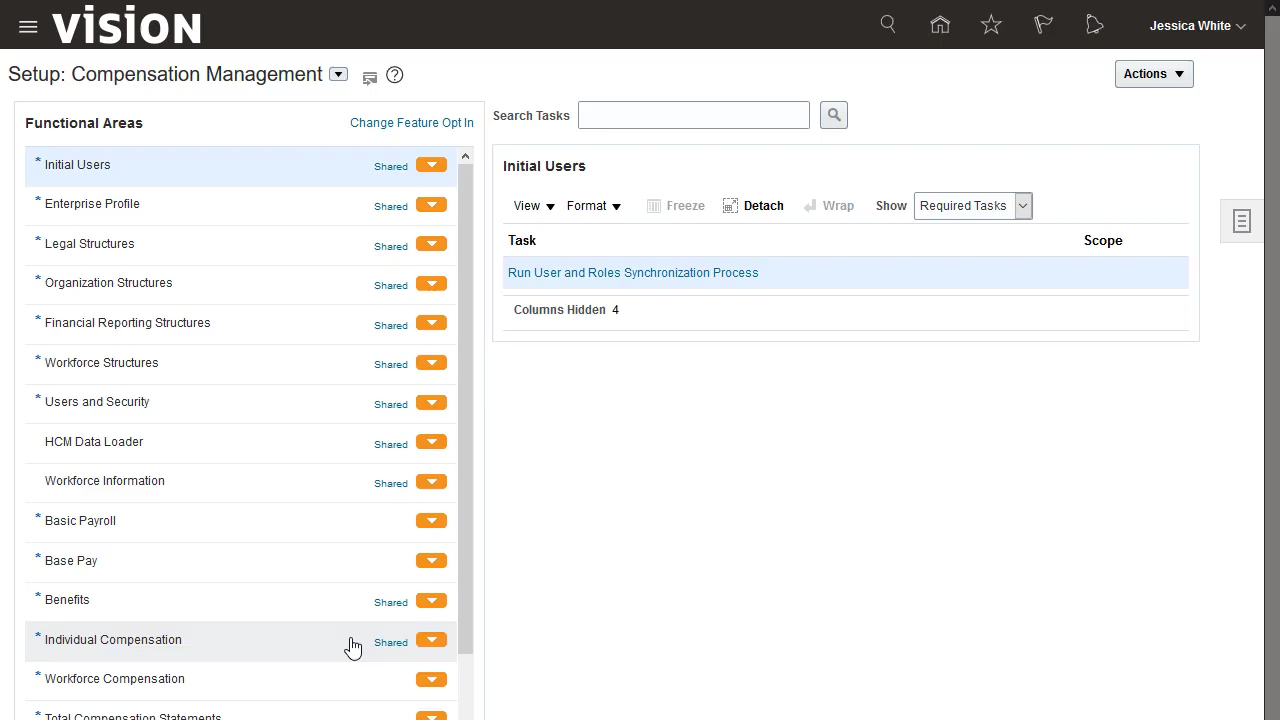 VISION
Jessica White
Setup: Compensation Management
Actions
Functional Areas
Change Feature Opt In
* Initial Users Shared
* Enterprise Profile Shared
* Legal Structures Shared
* Organization Structures Shared
* Financial Reporting Structures Shared
* Workforce Structures Shared
* Users and Security Shared
HCM Data Loader Shared
Workforce Information Shared
* Basic Payroll
* Base Pay
* Benefits Shared
* Individual Compensation Shared
* Workforce Compensation
* Total Compensation Statements
Search Tasks
Initial Users
View Format Freeze Detach Wrap Show Required Tasks
Task Scope
Run User and Roles Synchronization Process
Columns Hidden 4